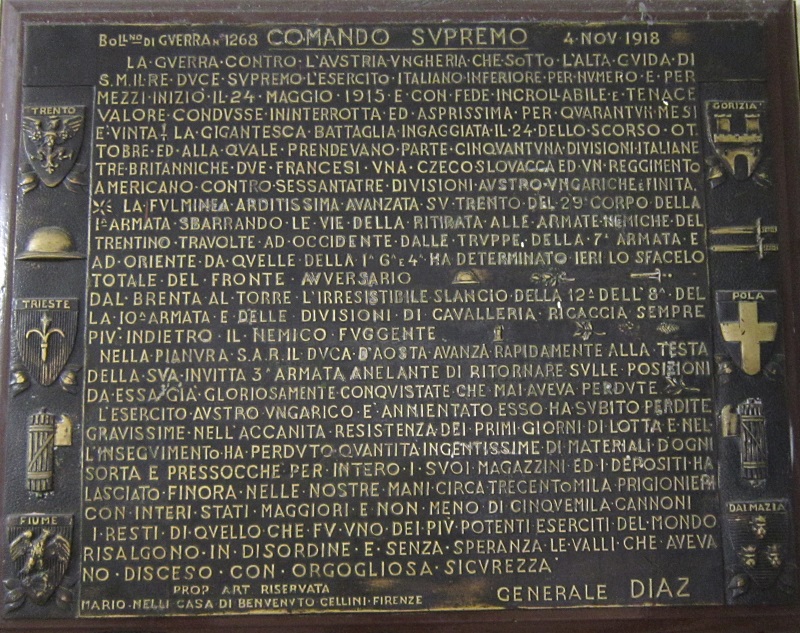 BOLLNO DI GVERRA N 1268 COMANDO SVPREMO 4·NOV·1918
LA·GVERRA·CONTRO·L'AVSTRIA·VNGHERIA·CHE·SOTTO·L'ALTA·GVIDA·DI
S.M.IL·RE·DVCE·SVPREMO·L'ESERCITO·ITALIANO·INFERIORE·PER·NVMERO·E·PER
MEZZI·INIZIO·IL·24·MAGGIO·1915·E·CON·FEDE·INCROLLABILE·E·TENACE
VALORE·CONDVSSE·ININTERROTTA·ED·ASPRISSIMA·PER·QVARANTVN·MESI
E'VINTA·LA·GIGANTESCA·BATTAGLIA·INGAGGIATA·IL·24·DELLO·SCORSO·OT
TOBRE·ED·ALLA·QVALE·PRENDEVANO·PARTE·CINQVANTVNA·DIVISIONI·ITALIANE
TRE·BRITANNICHE·DVE·FRANCESI·VNA·CZECOSLOVACCA·ED·VN·REGGIMENTO
AMERICANO·CONTRO·SESSANTATRE·DIVISIONI·AVSTRO·VNGARICHE·E·FINITA.
LA·FVLMINEA·ARDITISSIMA·AVANZATA·SV·TRENTO·DEL·29°CORPO·DELLA
1ª·ARMATA·SBARRANDO·LE·VIE·DELLA·RITIRATA·ALLE·ARMATE·NEMICHE·DEL
TRENTINO·TRAVOLTE·AD·OCCIDENTE·DALLE·TRVPPE·DELLA·7ª·ARMATA·E
AD·ORIENTE·DA·QVELLE·DELLA·1ª·6ª·E·4ª·HA·DETERMINATO·IERI·LO·SFACELO
TOTALE·DEL·FRONTE·AVVERSARIO
DAL·BRENTA·AL·TORRE·L'IRRESISTIBILE·SLANCIO·DELLA·12ª·DELL'8ª·DEL
LA·10ª·ARMATA·E·DELLE·DIVISIONI·DI·CAVALLERIA·RICACCIA·SEMPRE
PIV'·INDIETRO·IL·NEMICO·FVGGENTE
NELLA·PIANVRA·S.A.R.IL·DVCA·D'AOSTA·AVANZA·RAPIDAMENTE·ALLA·TESTA
DELLA·SVA·INVITTA·3ª·ARMATA·ANELANTE·DI·RITORNARE·SVLLE·POSIZIONI
DA·ESSA·GIA'·GLORIOSAMENTE·CONQVISTATE·CHE·MAI·AVEVA·PERDVTE
L'ESERCITO·AVSTRO·VNGARICO·E'·ANNIENTATO·ESSO·HA·SVBITO·PERDITE
GRAVISSIME·NELL'ACCANITA·RESISTENZA·DEI·PRIMI·GIORNI·DI·LOTTA·E·NEL
L'INSEGVIMENTO·HA·PERDVTO·QVANTITA·INGENTISSIME·DI·MATERIALI·D'OGNI
SORTA·E·PRESSOCCHE·PER·INTERO·I·SVOI·MAGAZZINI·ED·I·DEPOSITI·HA
LASCIATO·FINORA·NELLE·NOSTRE·MANI·CIRCA·TRECENTOMILA·PRIGIONIERI
CON·INTERI·STATI·MAGGIORI·E·NON·MENO·DI·CINQVEMILA·CANNONI
I·RESTI·DI·QVELLO·CHE·FV·VNO·DEI·PIV'·POTENTI·ESERCITI·DEL·MONDO
RISALGONO·IN·DISORDINE·E·SENZA·SPERANZA·LE·VALLI·CHE·AVEVA
NO·DISCESO·CON·ORGOGLIOSA·SICVREZZA
PROP ART RISERVATA
MARIO·NELLI CASA DI BENVENVTO CELLINI·FIRENZE
GENERALE DIAZ
TRENTO
TRIESTE
FIVME
GORIZIA
POLA
DALMAZIA